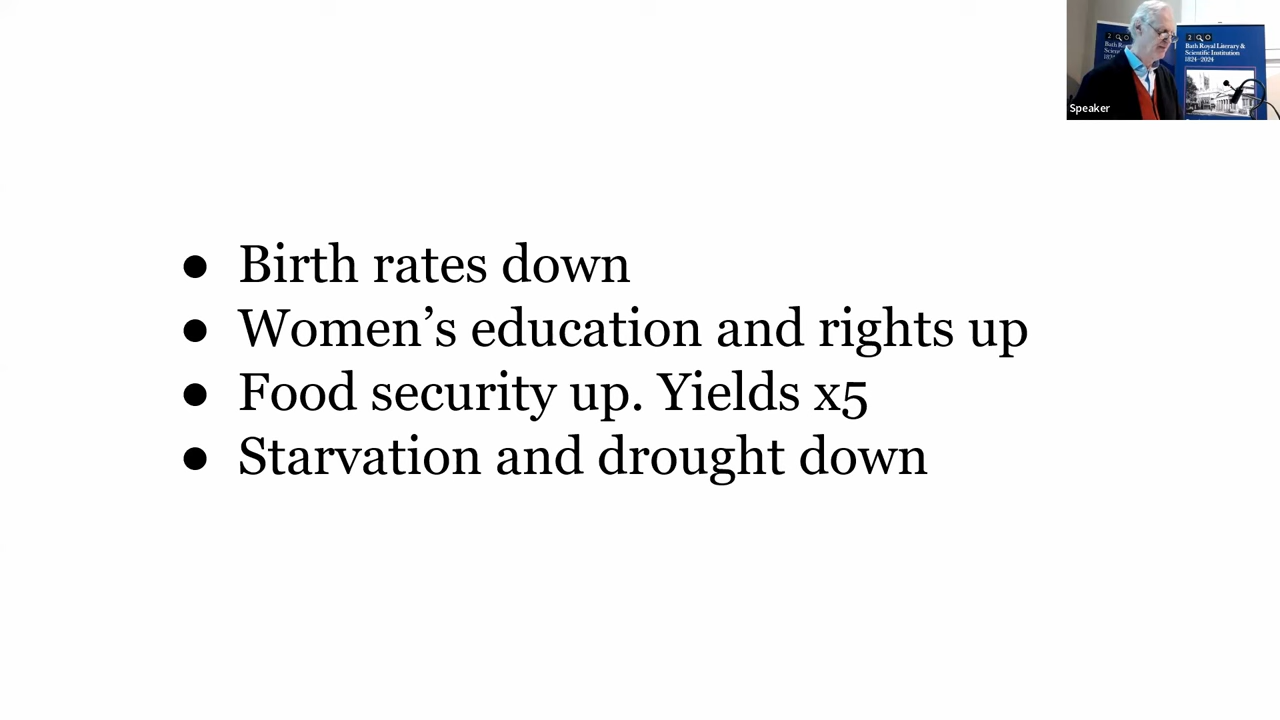 ● Birth rates down
● Women’s education and rights up
● Food security up. Yields x5
● Starvation and drought down
Speaker
200
Bath Royal Literary &
Scientific Institution
1824–2024